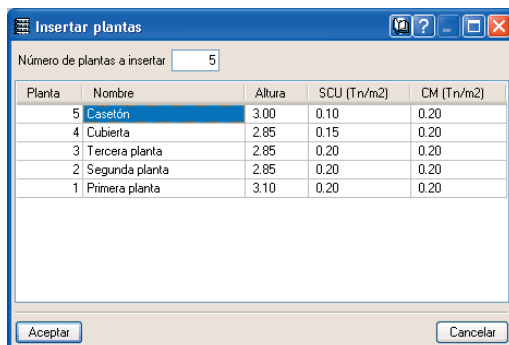 Insertar plantas
Número de plantas a insertar 5
Planta Nombre Altura SCU (Tn/m2) CM (Tn/m2)
5 Casetón 3.00 0.10 0.20
4 Cubierta 2.85 0.15 0.20
3 Tercera planta 2.85 0.20 0.20
2 Segunda planta 2.85 0.20 0.20
1 Primera planta 3.10 0.20 0.20
Aceptar Cancelar